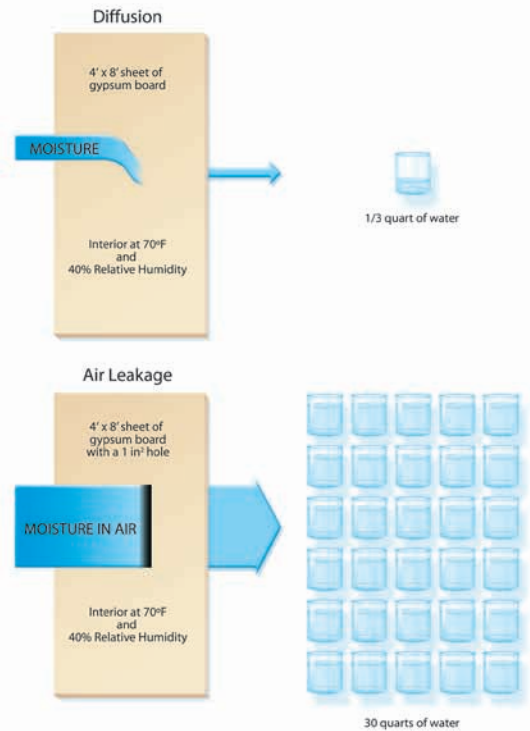 Diffusion
4' x 8' sheet of
gypsum board
MOISTURE
1/3 quart of water
Interior at 70ºF
and
40% Relative Humidity
Air Leakage
4' x 8' sheet of
gypsum board
with a 1 in² hole
MOISTURE IN AIR
Interior at 70ºF
and
40% Relative Humidity
30 quarts of water